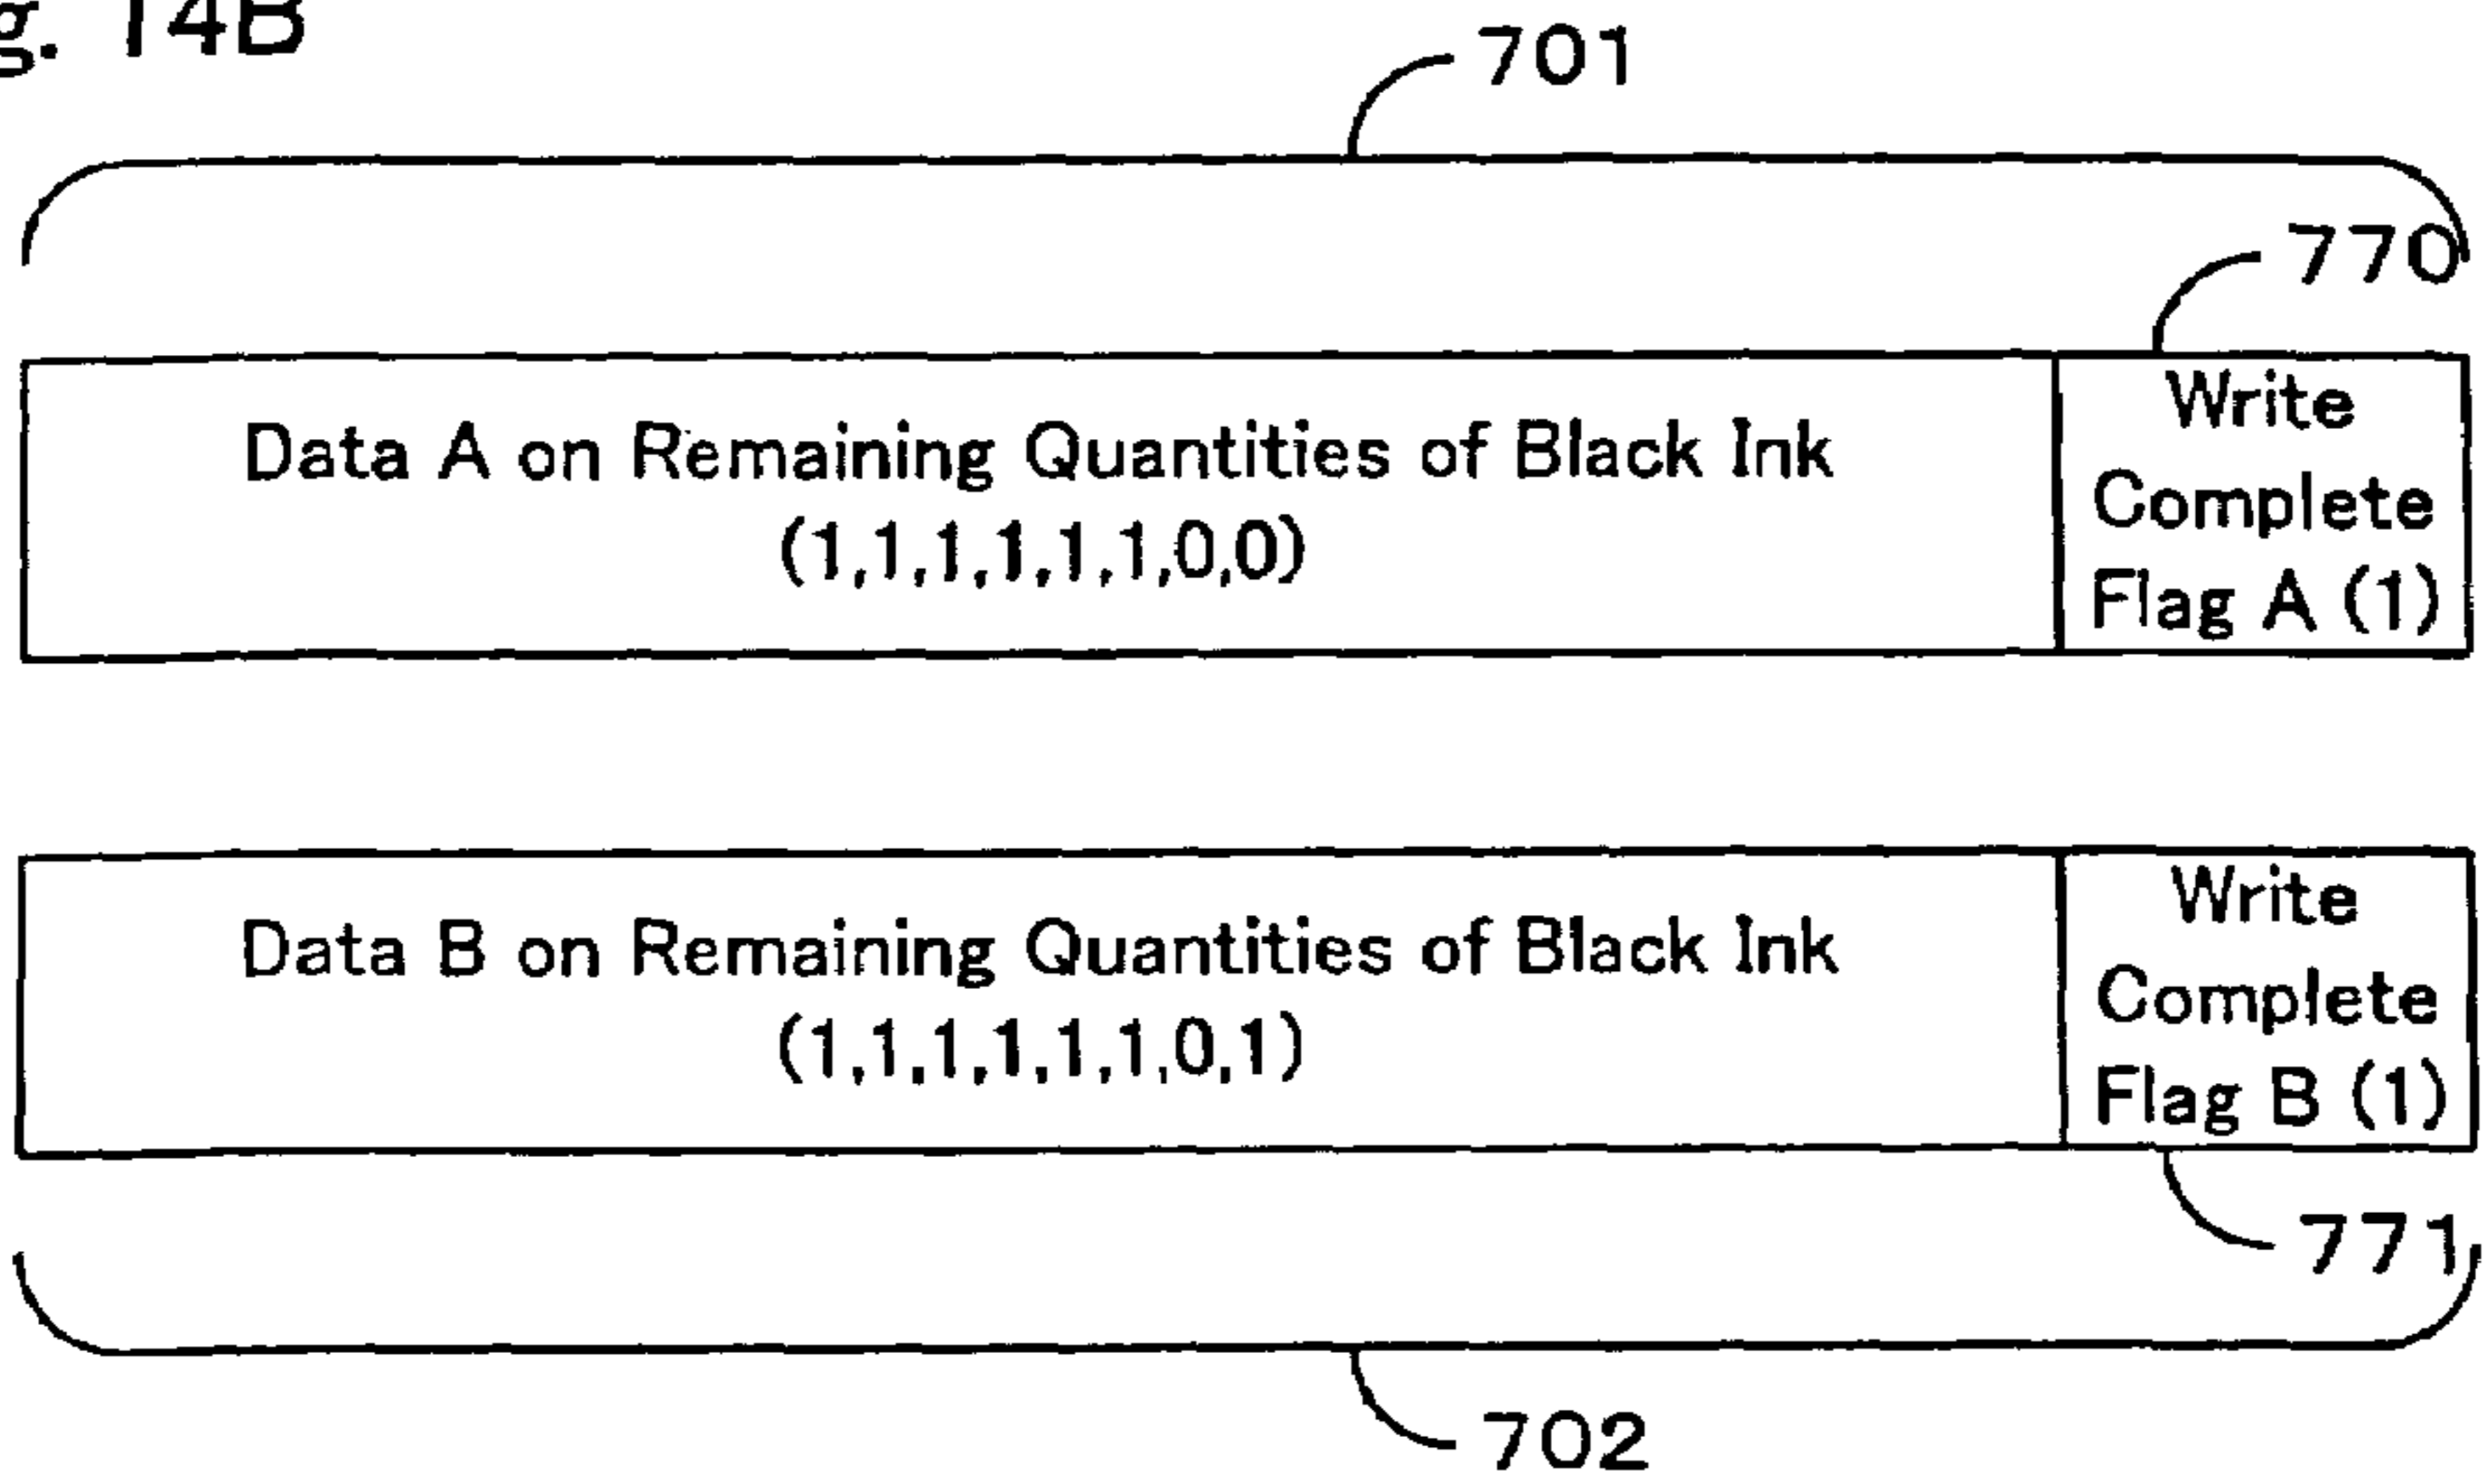 g. 14B
701
770
Data A on Remaining Quantities of Black Ink
(1,1,1,1,1,1,0,0)
Write
Complete
Flag A (1)
Data B on Remaining Quantities of Black Ink
(1,1,1,1,1,1,0,1)
Write
Complete
Flag B (1)
771
702